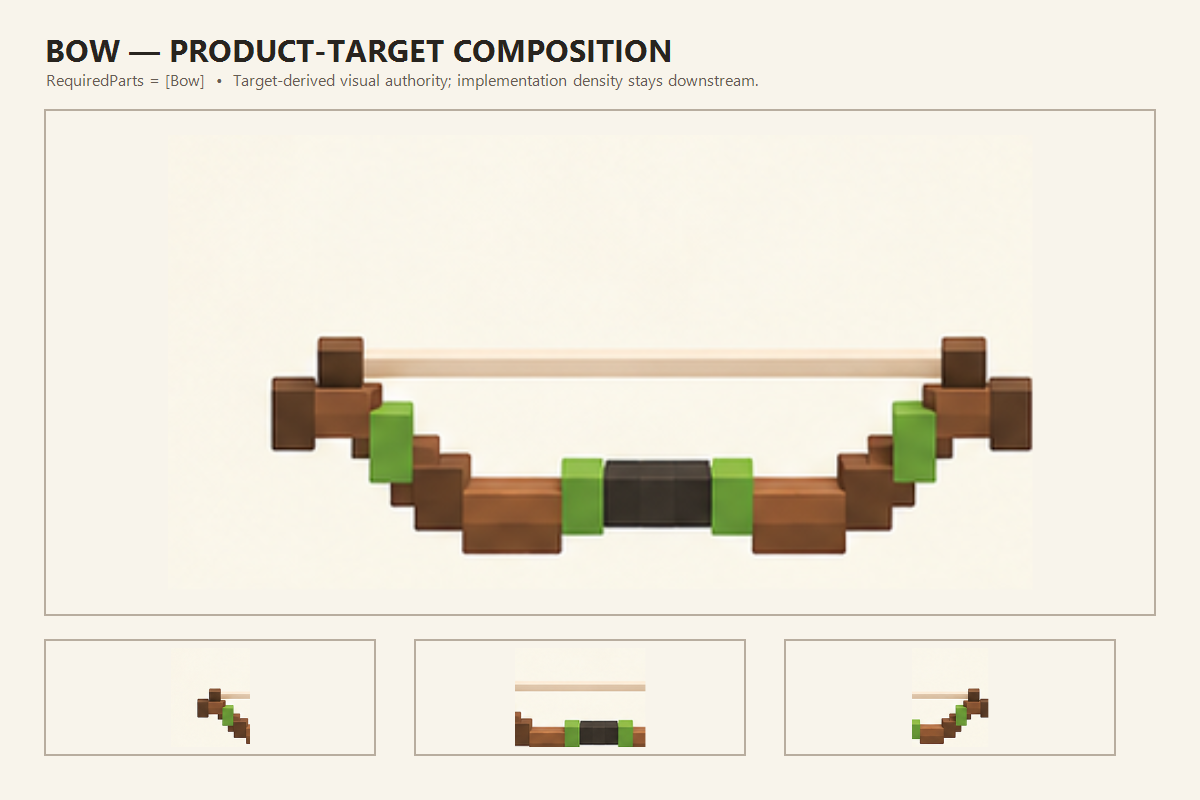 BOW — PRODUCT-TARGET COMPOSITION
RequiredParts = [Bow] • Target-derived visual authority; implementation density stays downstream.